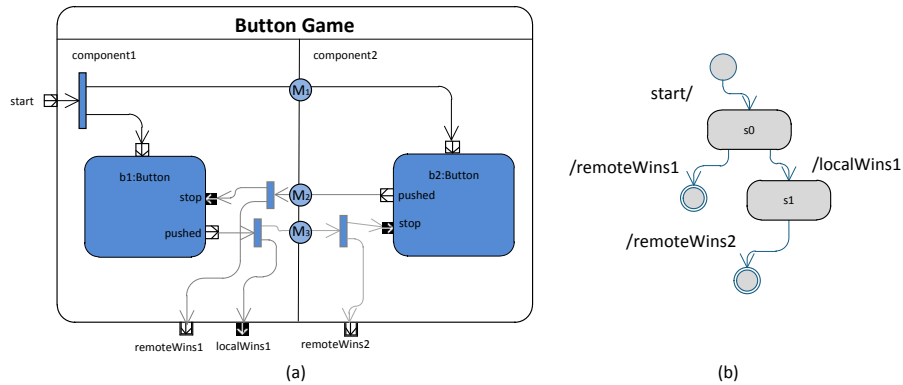 Button Game
component1
component2
start
M1
b1:Button
b2:Button
stop
M2
pushed
pushed
M3
stop
remoteWins1
localWins1
remoteWins2
(a)
start/
s0
/remoteWins1
/localWins1
s1
/remoteWins2
(b)